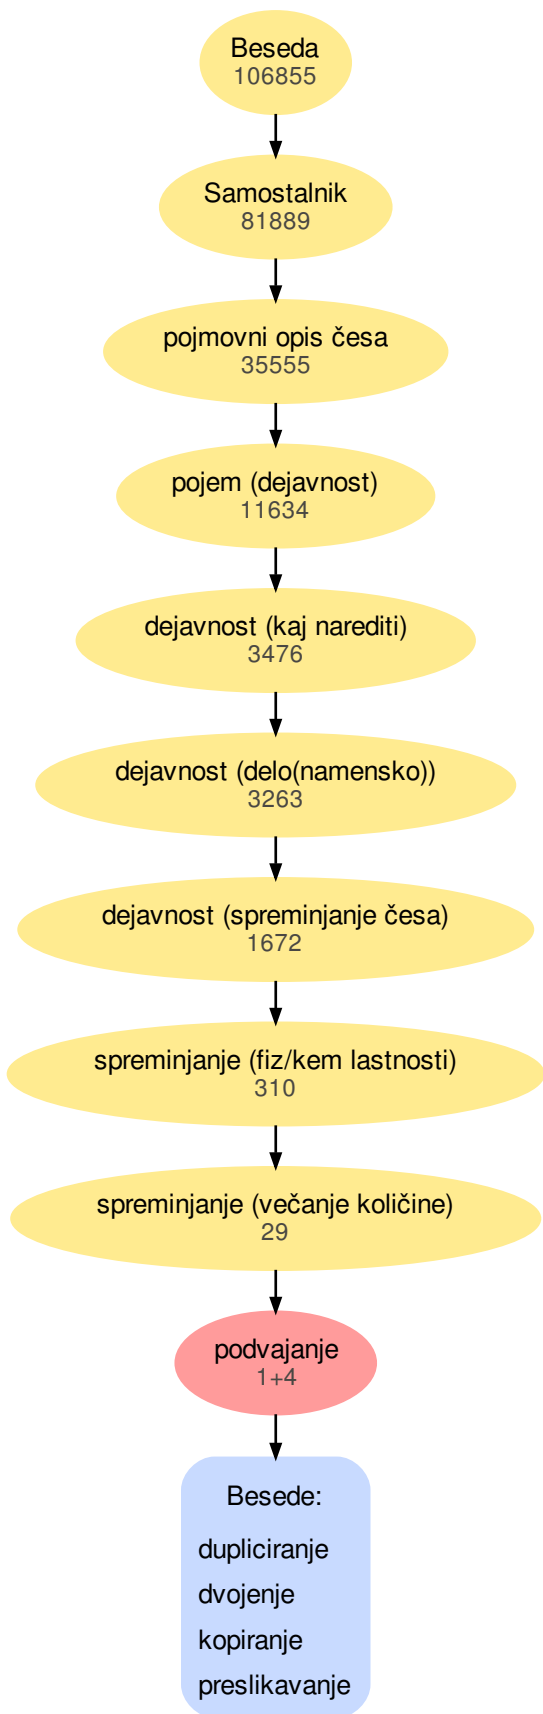 Beseda
106855
Samostalnik
81889
pojmovni opis česa
35555
pojem (dejavnost)
11634
dejavnost (kaj narediti)
3476
dejavnost (delo(namensko))
3263
dejavnost (spreminjanje česa)
1672
spreminjanje (fiz/kem lastnosti)
310
spreminjanje (večanje količine)
29
podvajanje
1+4
Besede:
dupliciranje
dvojenje
kopiranje
preslikavanje